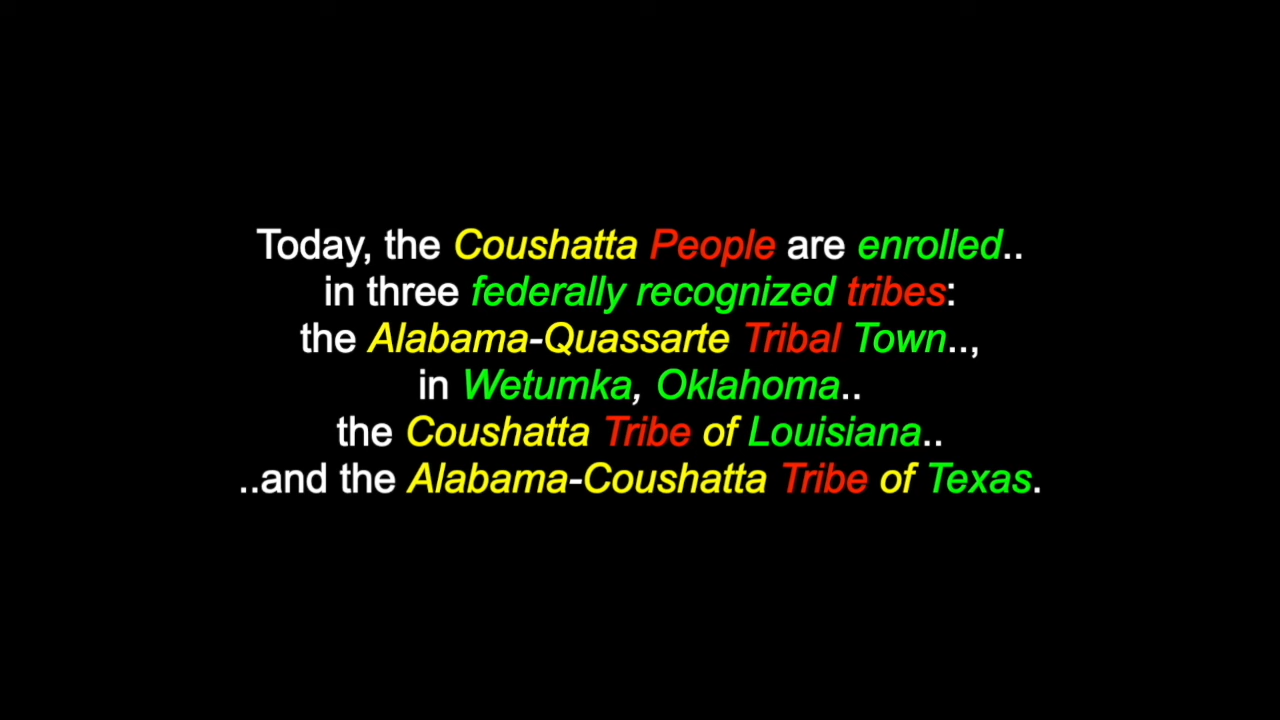 Today, the Coushatta People are enrolled..
in three federally recognized tribes:
the Alabama-Quassarte Tribal Town..,
in Wetumka, Oklahoma..
the Coushatta Tribe of Louisiana..
..and the Alabama-Coushatta Tribe of Texas.